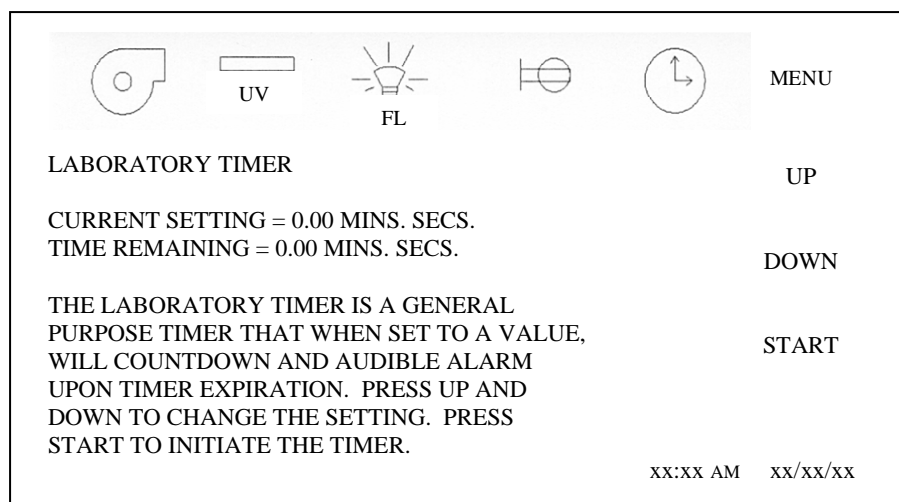 MENU
UV
FL
LABORATORY TIMER
UP
CURRENT SETTING = 0.00 MINS. SECS.
TIME REMAINING = 0.00 MINS. SECS.
DOWN
THE LABORATORY TIMER IS A GENERAL
PURPOSE TIMER THAT WHEN SET TO A VALUE,
WILL COUNTDOWN AND AUDIBLE ALARM
UPON TIMER EXPIRATION. PRESS UP AND
DOWN TO CHANGE THE SETTING. PRESS
START TO INITIATE THE TIMER.
START
xx:xx AM xx/xx/xx